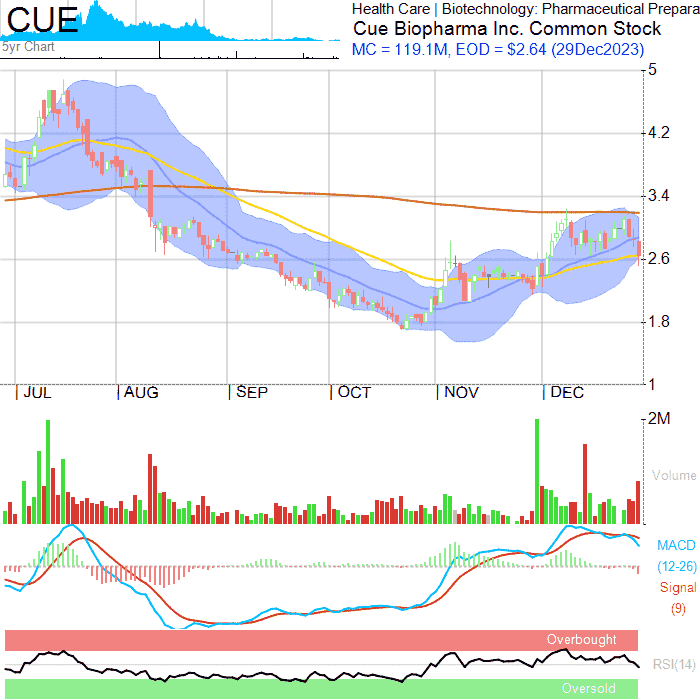 CUE
5yr Chart
Health Care | Biotechnology: Pharmaceutical Prepara
Cue Biopharma Inc. Common Stock
MC = 119.1M, EOD = $2.64 (29Dec2023)
5
4.2
3.4
2.6
1.8
1
JUL AUG SEP OCT NOV DEC
2M
Volume
MACD
(12-26)
Signal
(9)
Overbought
RSI(14)
Oversold